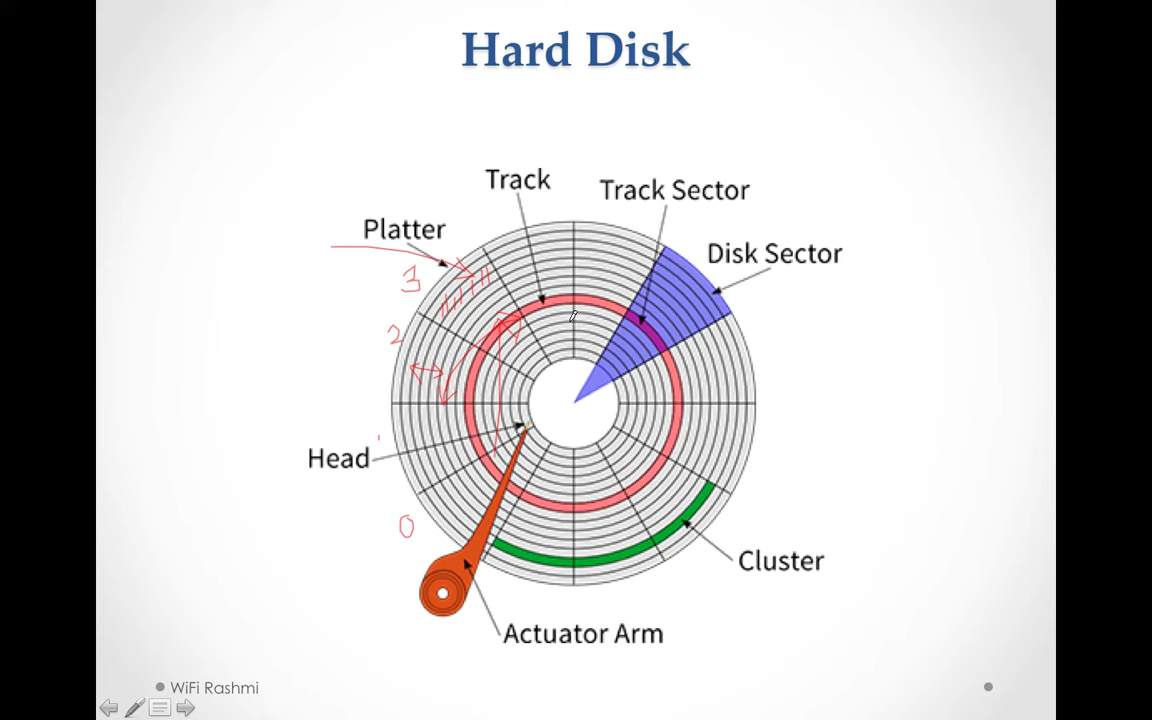 Hard Disk
Track
Track Sector
Platter
Disk Sector
3
2
Head
0
Cluster
Actuator Arm
WiFi Rashmi